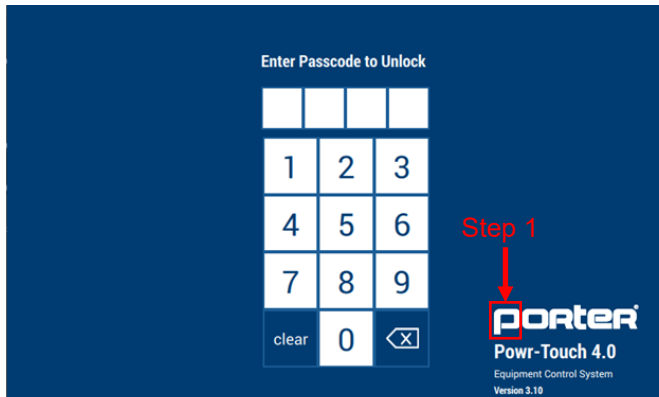 Enter Passcode to Unlock
1 2 3
4 5 6
Step 1
7 8 9
PORteR
clear 0
Powr-Touch 4.0
Equipment Control System
Version 3.10